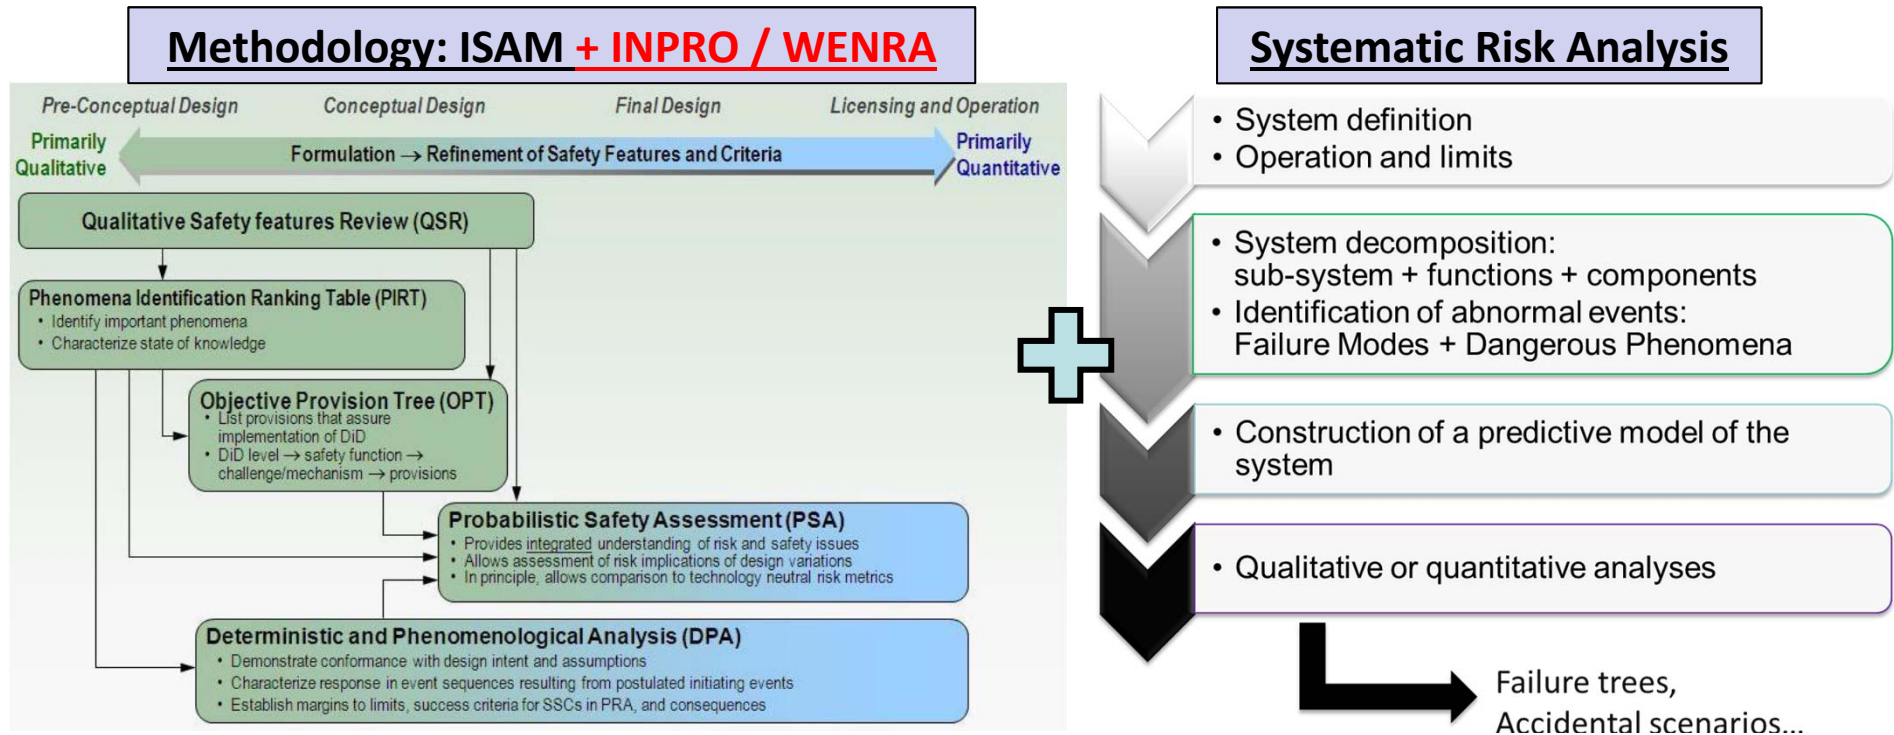 Methodology: ISAM + INPRO / WENRA
Pre-Conceptual Design
Conceptual Design
Final Design
Licensing and Operation
Primarily
Qualitative
Formulation → Refinement of Safety Features and Criteria
Primarily
Quantitative
Qualitative Safety features Review (QSR)
Phenomena Identification Ranking Table (PIRT)
• Identify important phenomena
• Characterize state of knowledge
Objective Provision Tree (OPT)
• List provisions that assure
implementation of DiD
• DiD level → safety function →
challenge/mechanism → provisions
Probabilistic Safety Assessment (PSA)
• Provides integrated understanding of risk and safety issues
• Allows assessment of risk implications of design variations
• In principle, allows comparison to technology neutral risk metrics
Deterministic and Phenomenological Analysis (DPA)
• Demonstrate conformance with design intent and assumptions
• Characterize response in event sequences resulting from postulated initiating events
• Establish margins to limits, success criteria for SSCs in PRA, and consequences
Systematic Risk Analysis
• System definition
• Operation and limits
• System decomposition:
sub-system + functions + components
• Identification of abnormal events:
Failure Modes + Dangerous Phenomena
• Construction of a predictive model of the
system
• Qualitative or quantitative analyses
Failure trees,
Accidental scenarios...